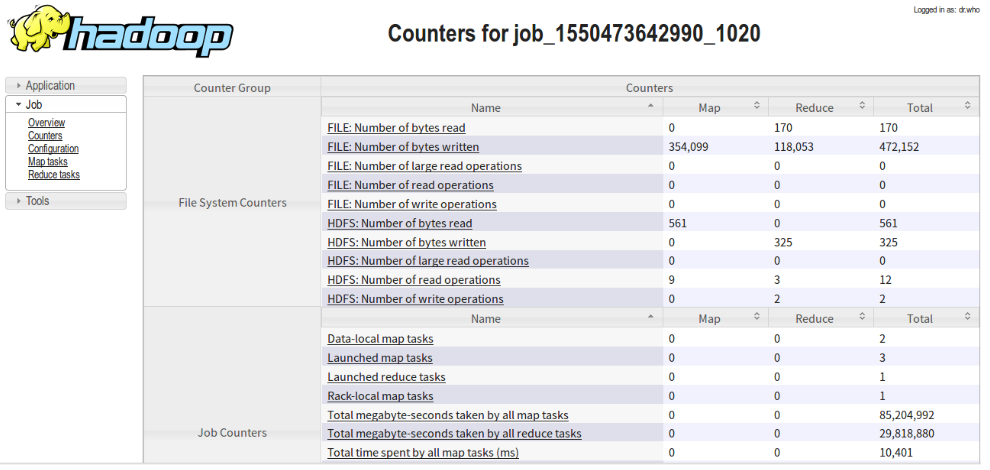 Logged in as: dr.who
hadoop
Counters for job_1550473642990_1020
Application
Job
Overview
Counters
Configuration
Map tasks
Reduce tasks
Tools
Counter Group Counters
File System Counters
Name Map Reduce Total
FILE: Number of bytes read 0 170 170
FILE: Number of bytes written 354,099 118,053 472,152
FILE: Number of large read operations 0 0 0
FILE: Number of read operations 0 0 0
FILE: Number of write operations 0 0 0
HDFS: Number of bytes read 561 0 561
HDFS: Number of bytes written 0 325 325
HDFS: Number of large read operations 0 0 0
HDFS: Number of read operations 9 3 12
HDFS: Number of write operations 0 2 2
Job Counters
Name Map Reduce Total
Data-local map tasks 0 0 2
Launched map tasks 0 0 3
Launched reduce tasks 0 0 1
Rack-local map tasks 0 0 1
Total megabyte-seconds taken by all map tasks 0 0 85,204,992
Total megabyte-seconds taken by all reduce tasks 0 0 29,818,880
Total time spent by all map tasks (ms) 0 0 10,401